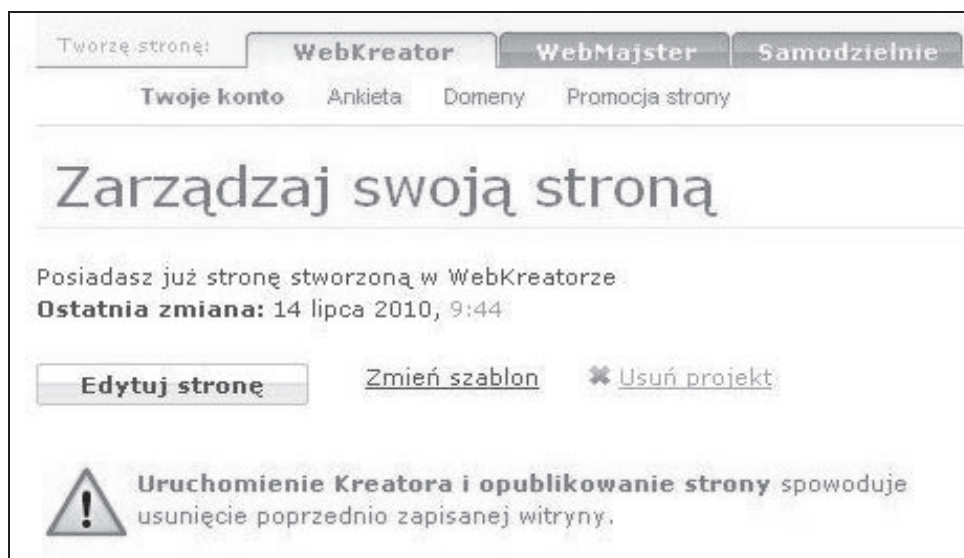 Tworzę stronę: WebKreator WebMajster Samodzielnie
Twoje konto Ankieta Domeny Promocja strony
Zarządzaj swoją stroną
Posiadasz już stronę stworzoną w WebKreatorze
Ostatnia zmiana: 14 lipca 2010, 9:44
Edytuj stronę Zmień szablon Usuń projekt
Uruchomienie Kreatora i opublikowanie strony spowoduje
usunięcie poprzednio zapisanej witryny.